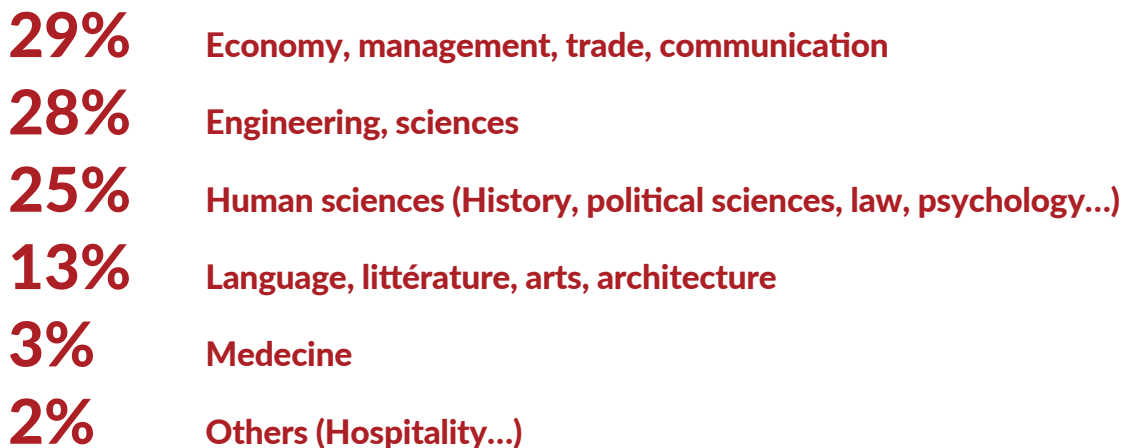 29% Economy, management, trade, communication
28% Engineering, sciences
25% Human sciences (History, political sciences, law, psychology...)
13% Language, littérature, arts, architecture
3% Medecine
2% Others (Hospitality...)